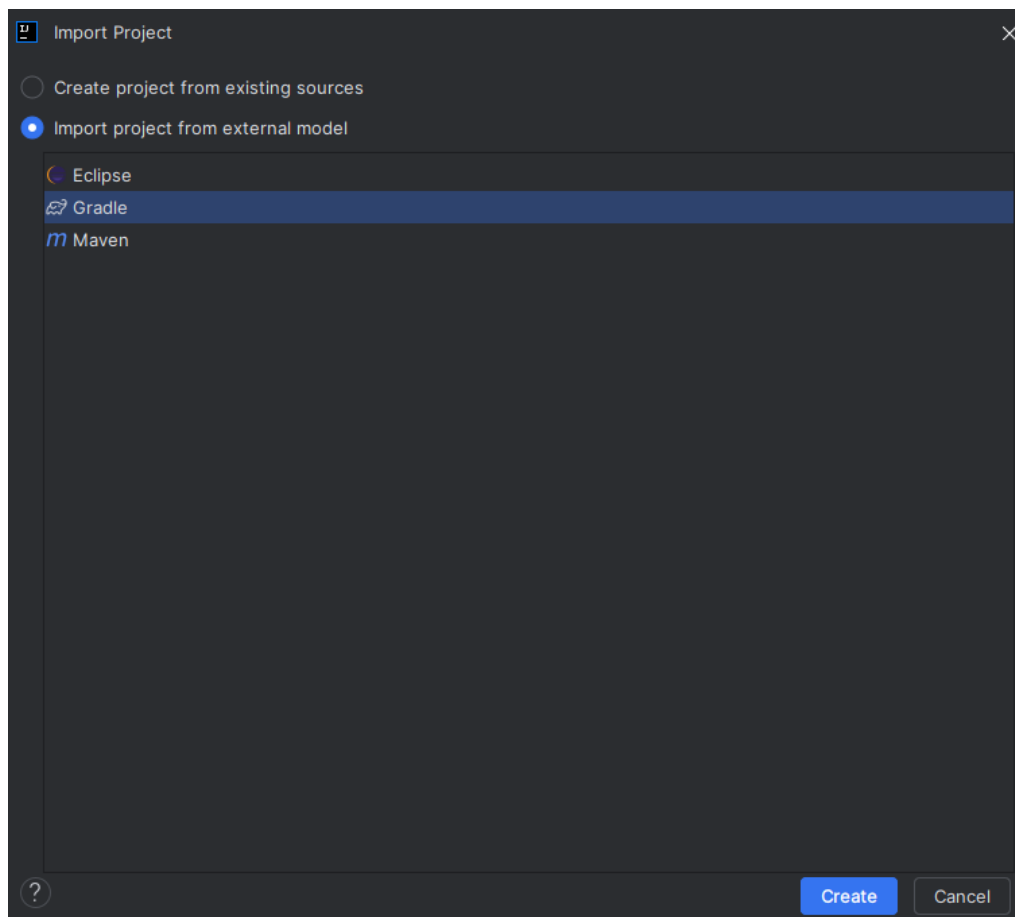 Import Project
Create project from existing sources
Import project from external model
Eclipse
Gradle
m Maven
?
Create Cancel